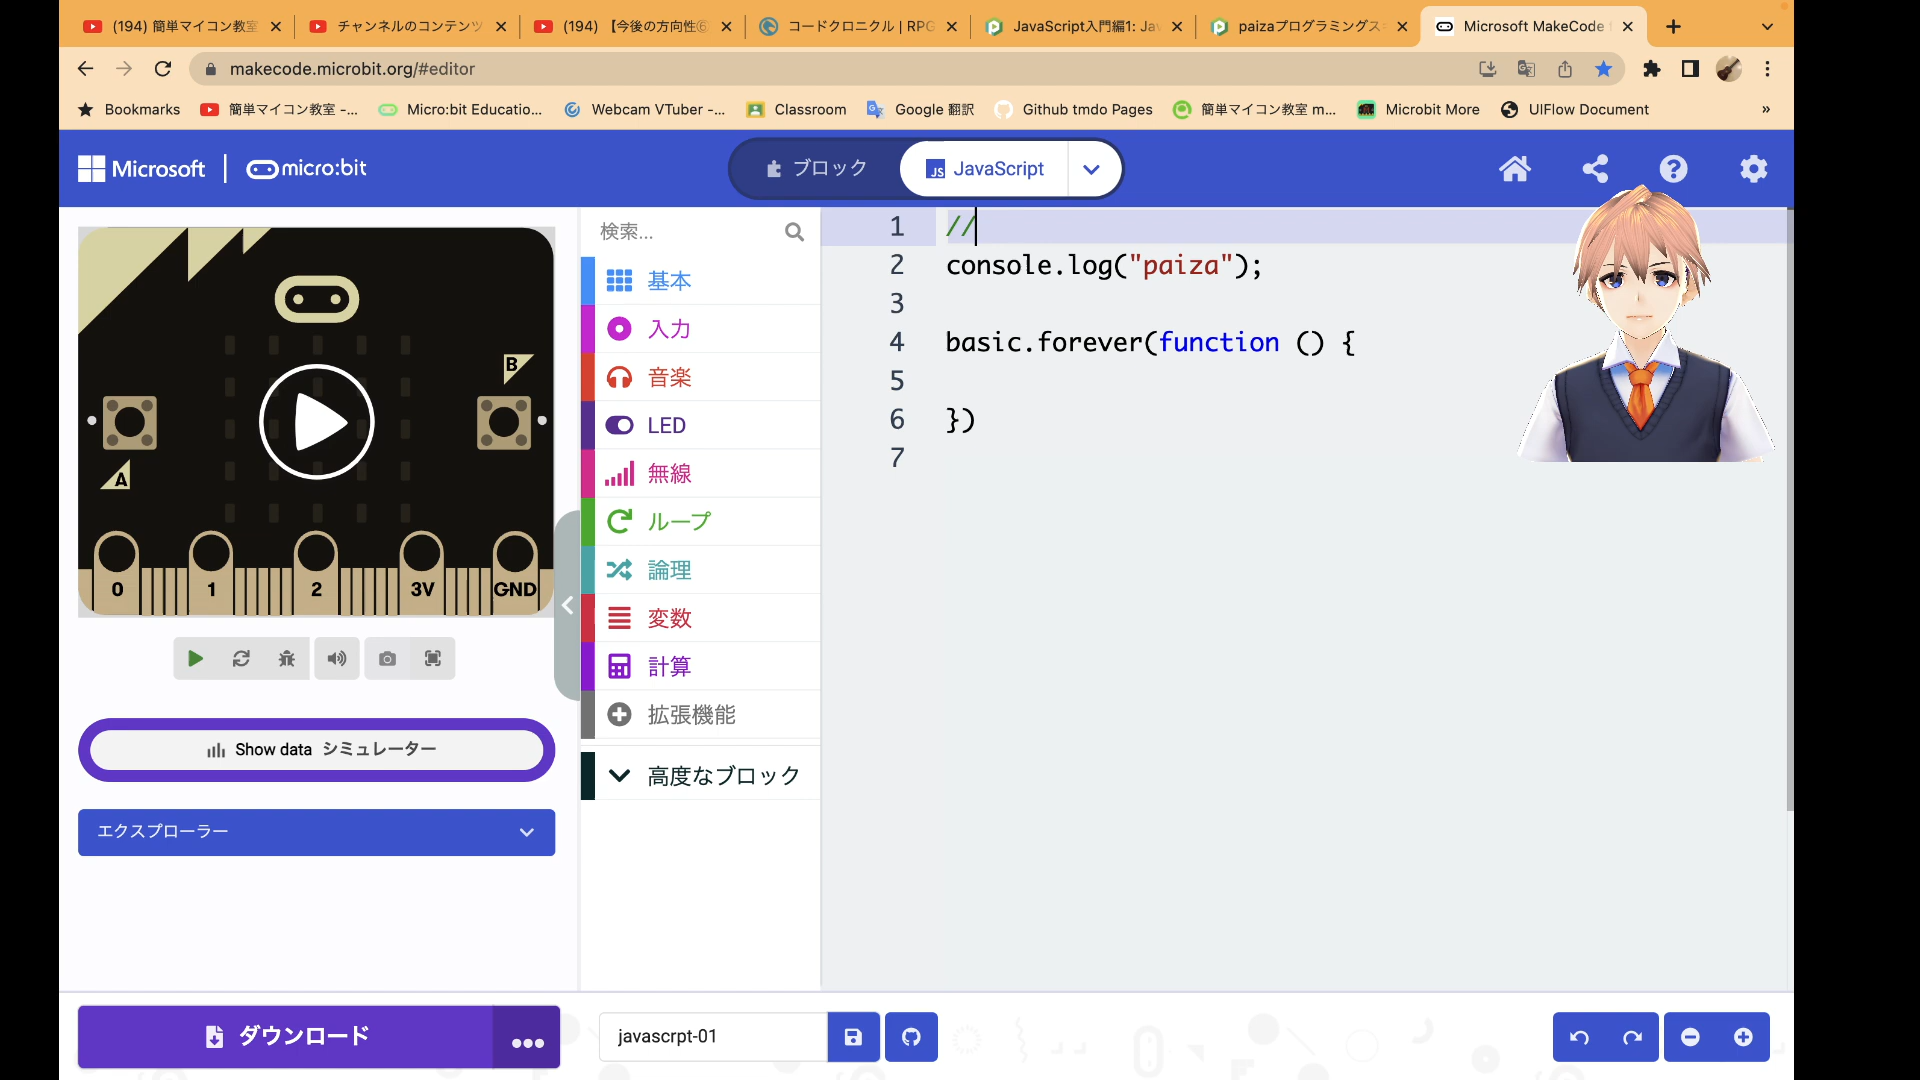 (194) 簡単マイコン教室
チャンネルのコンテンツ
(194) 【今後の方向性⑥
コードクロニクル | RPG
JavaScript入門編1: Ja
paizaプログラミングス
Microsoft MakeCode f
makecode.microbit.org/#editor
Bookmarks
簡単マイコン教室 -...
Micro:bit Educatio...
Webcam VTuber -...
Classroom
Google 翻訳
Github tmdo Pages
簡単マイコン教室 m...
Microbit More
UIFlow Document
»
Microsoft
micro:bit
ブロック
JS
JavaScript
検索...
基本
入力
音楽
LED
無線
ループ
論理
変数
計算
拡張機能
高度なブロック
1 //
2 console.log("paiza");
3
4 basic.forever(function () {
5
6 })
7
B
A
0
1
2
3V
GND
Show data シミュレーター
エクスプローラー
ダウンロード
javascrpt-01